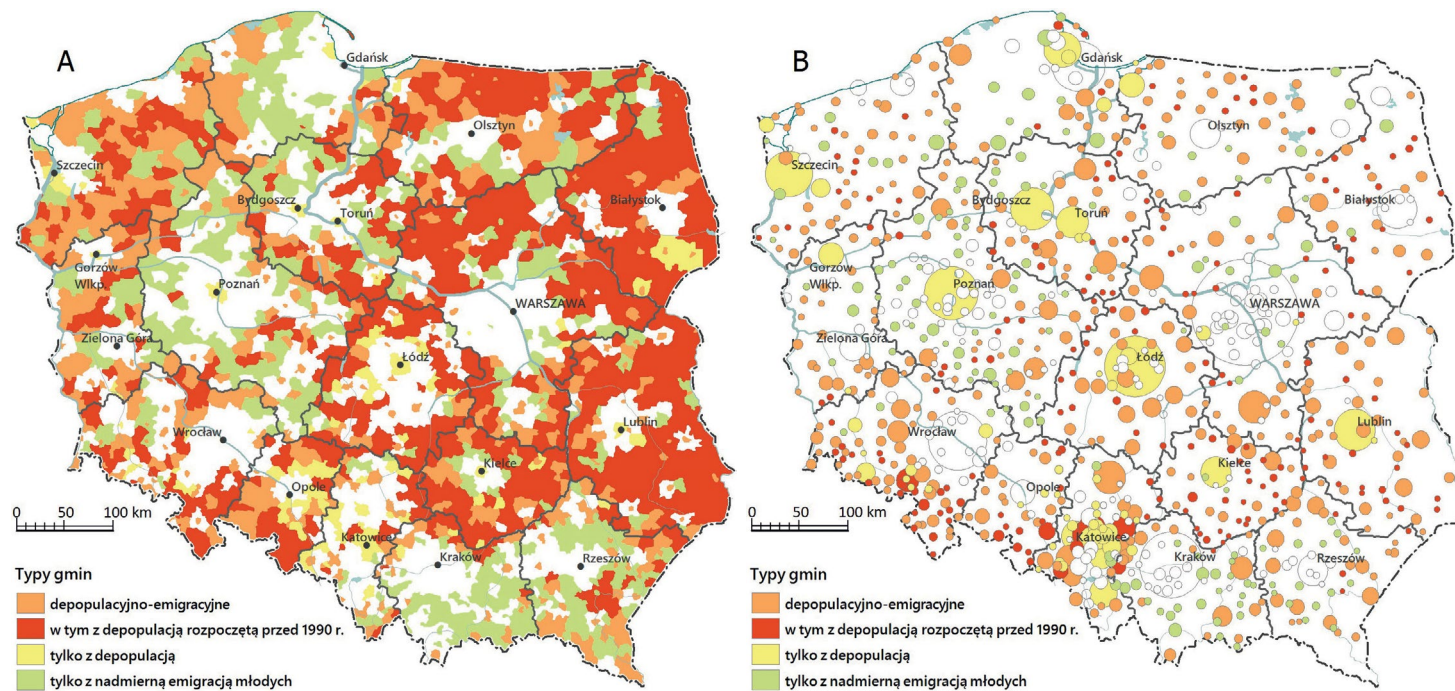 A
Gdańsk
Olsztyn
Szczecin
Białystok
Bydgoszcz
Toruń
Gorzów
Wlkp.
Poznań
WARSZAWA
Zielona Góra
Łódź
Lublin
Wrocław
Kielce
Opole
0 50 100 km
Katowice
Kraków
Rzeszów
Typy gmin
depopulacyjno-emigracyjne
w tym z depopulacją rozpoczętą przed 1990 r.
tylko z depopulacją
tylko z nadmierną emigracją młodych
B
Gdańsk
Olsztyn
Szczecin
Białystok
Bydgoszcz
Toruń
Gorzów
Wlkp.
Poznań
WARSZAWA
Zielona Góra
Łódź
Lublin
Wrocław
Kielce
Opole
0 50 100 km
Katowice
Kraków
Rzeszów
Typy gmin
depopulacyjno-emigracyjne
w tym z depopulacją rozpoczętą przed 1990 r.
tylko z depopulacją
tylko z nadmierną emigracją młodych